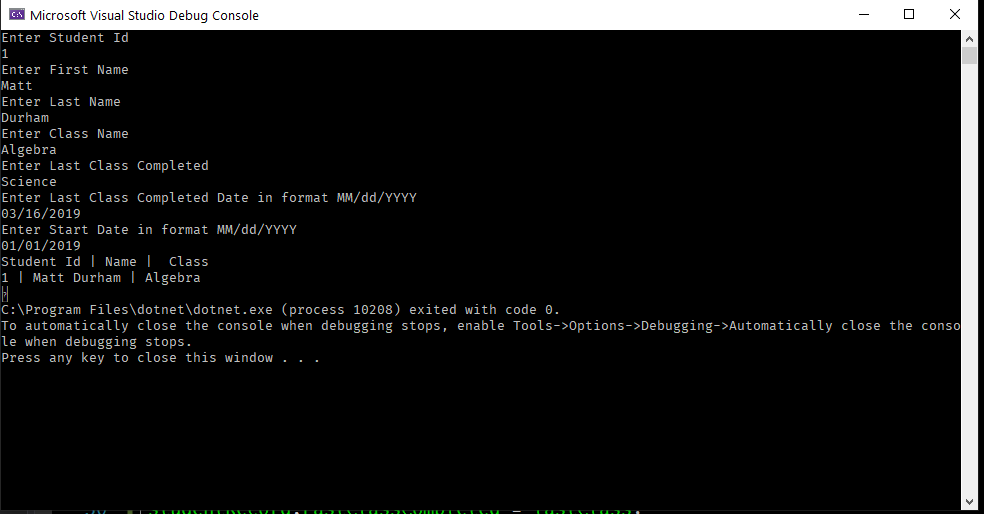 Microsoft Visual Studio Debug Console
Enter Student Id
1
Enter First Name
Matt
Enter Last Name
Durham
Enter Class Name
Algebra
Enter Last Class Completed
Science
Enter Last Class Completed Date in format MM/dd/YYYY
03/16/2019
Enter Start Date in format MM/dd/YYYY
01/01/2019
Student Id | Name |  Class
1 | Matt Durham | Algebra
?
C:\Program Files\dotnet\dotnet.exe (process 10208) exited with code 0.
To automatically close the console when debugging stops, enable Tools->Options->Debugging->Automatically close the conso
le when debugging stops.
Press any key to close this window . . .